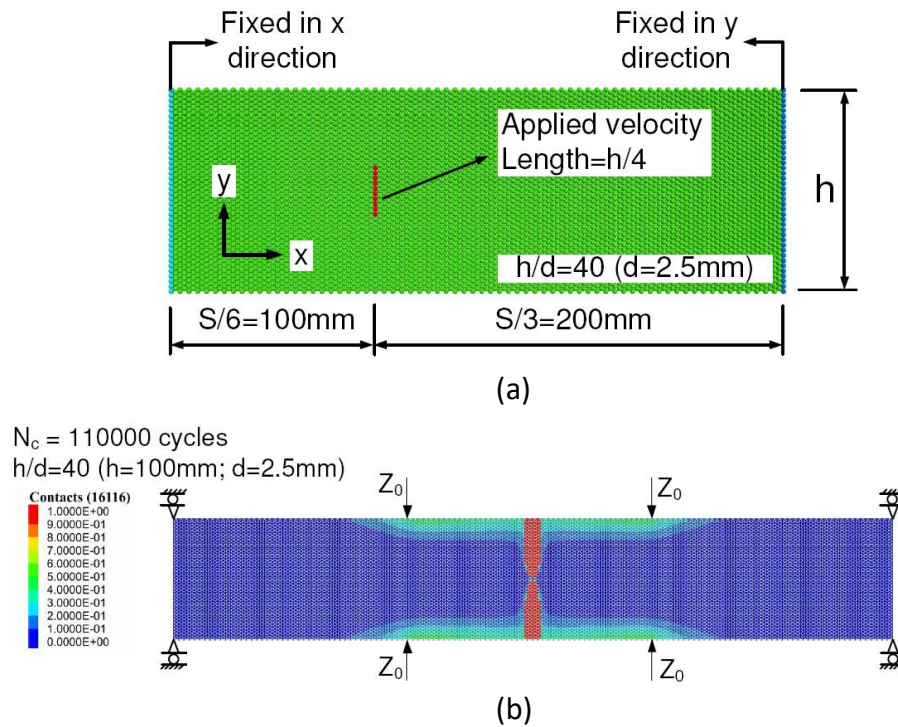 Fixed in x
direction
Fixed in y
direction
Applied velocity
Length=h/4
y
x
h
h/d=40 (d=2.5mm)
S/6=100mm
S/3=200mm
(a)
N_c = 110000 cycles
h/d=40 (h=100mm; d=2.5mm)
Contacts (16116)
1.0000E+00
9.0000E-01
8.0000E-01
7.0000E-01
6.0000E-01
5.0000E-01
4.0000E-01
3.0000E-01
2.0000E-01
1.0000E-01
0.0000E+00
Z₀
Z₀
Z₀
Z₀
(b)